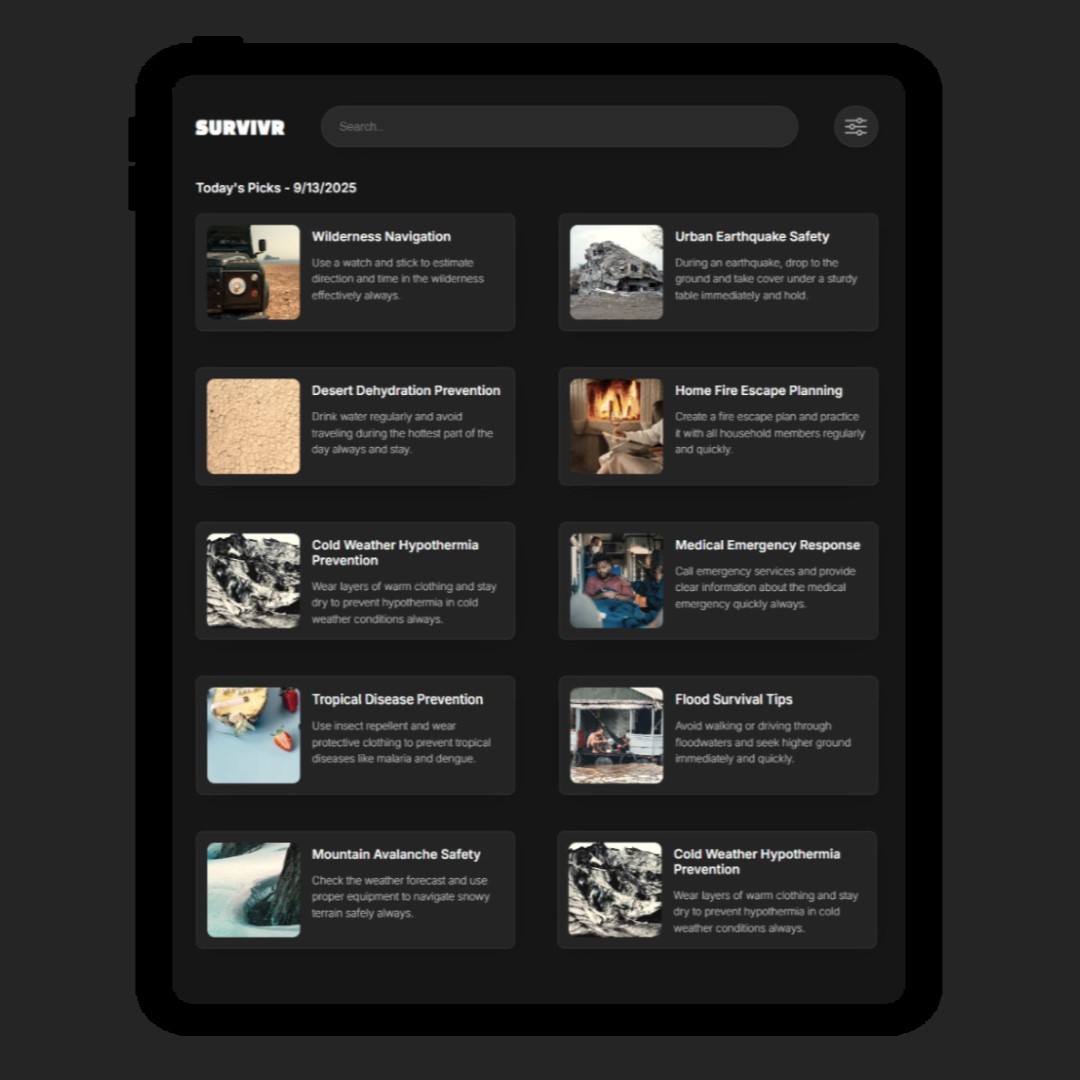 SURVIVR
Search..
Today's Picks - 9/13/2025
Wilderness Navigation
Use a watch and stick to estimate
direction and time in the wilderness
effectively always.
Urban Earthquake Safety
During an earthquake, drop to the
ground and take cover under a sturdy
table immediately and hold.
Desert Dehydration Prevention
Drink water regularly and avoid
traveling during the hottest part of the
day always and stay.
Home Fire Escape Planning
Create a fire escape plan and practice
it with all household members regularly
and quickly.
Cold Weather Hypothermia
Prevention
Wear layers of warm clothing and stay
dry to prevent hypothermia in cold
weather conditions always.
Medical Emergency Response
Call emergency services and provide
clear information about the medical
emergency quickly always.
Tropical Disease Prevention
Use insect repellent and wear
protective clothing to prevent tropical
diseases like malaria and dengue.
Flood Survival Tips
Avoid walking or driving through
floodwaters and seek higher ground
immediately and quickly.
Mountain Avalanche Safety
Check the weather forecast and use
proper equipment to navigate snowy
terrain safely always.
Cold Weather Hypothermia
Prevention
Wear layers of warm clothing and stay
dry to prevent hypothermia in cold
weather conditions always.